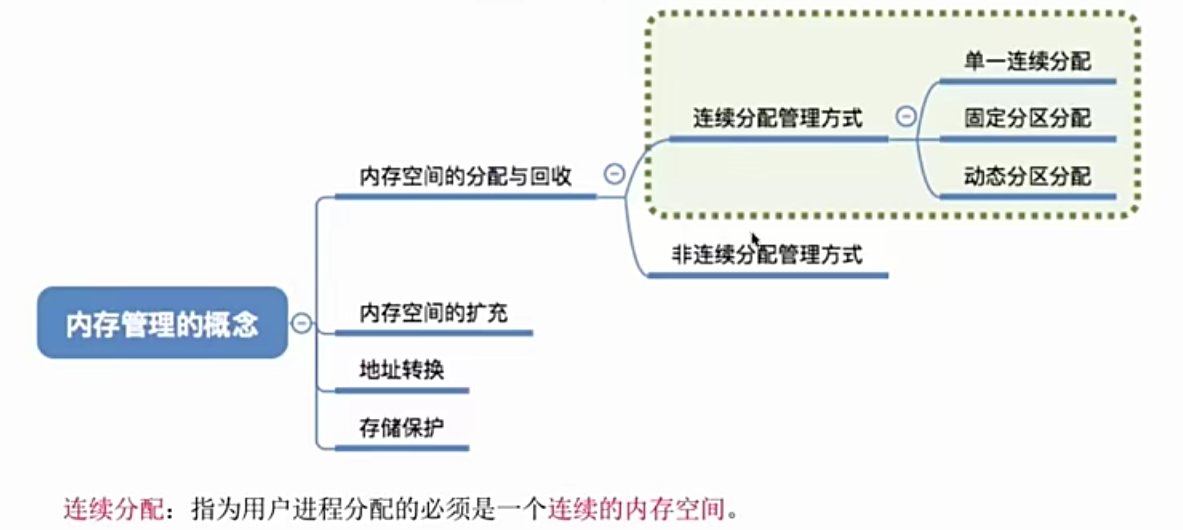 单一连续分配
连续分配管理方式
固定分区分配
内存空间的分配与回收
动态分区分配
非连续分配管理方式
内存管理的概念
内存空间的扩充
地址转换
存储保护
连续分配：指为用户进程分配的必须是一个连续的内存空间。